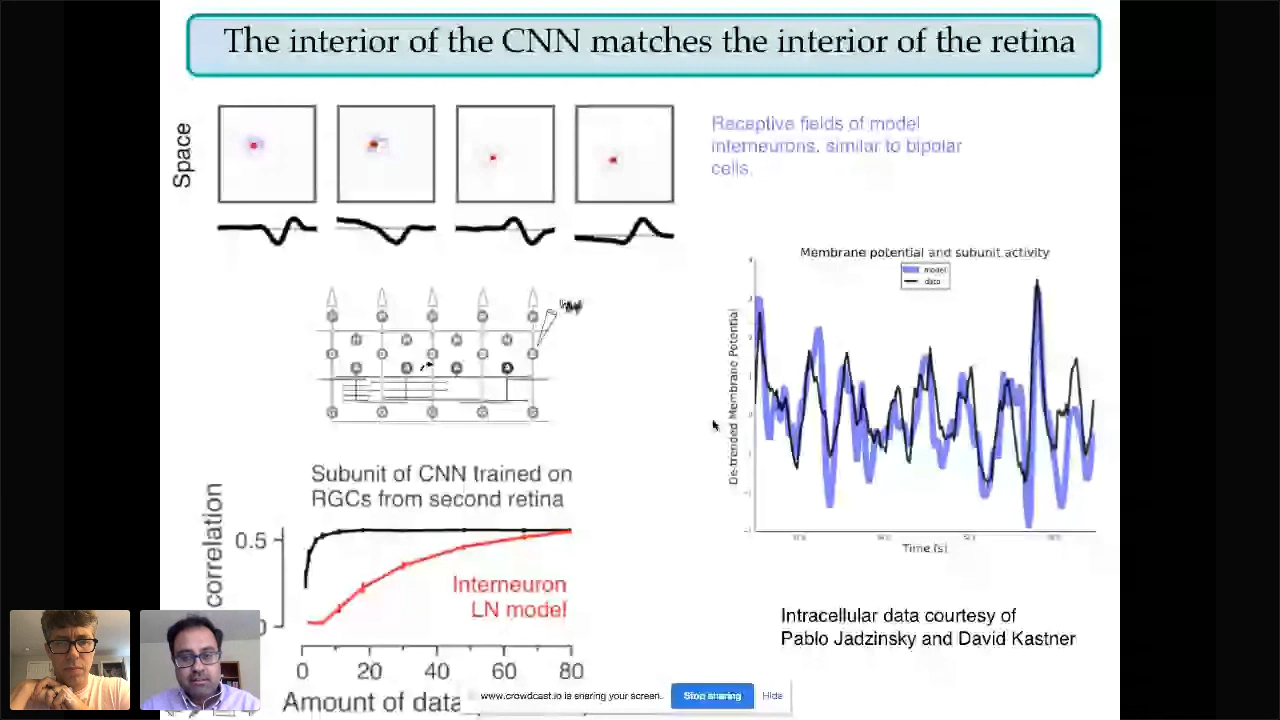 The interior of the CNN matches the interior of the retina
Space
Receptive fields of model
interneurons, similar to bipolar
cells.
Membrane potential and subunit activity
model
data
De-trended Membrane Potential
Time (s)
Subunit of CNN trained on
RGCs from second retina
correlation
0.5
0
Interneuron
LN model
0 20 40 60 80
Amount of data
Intracellular data courtesy of
Pablo Jadzinsky and David Kastner
www.crowdcast.io is sharing your screen.
Stop sharing
Hide